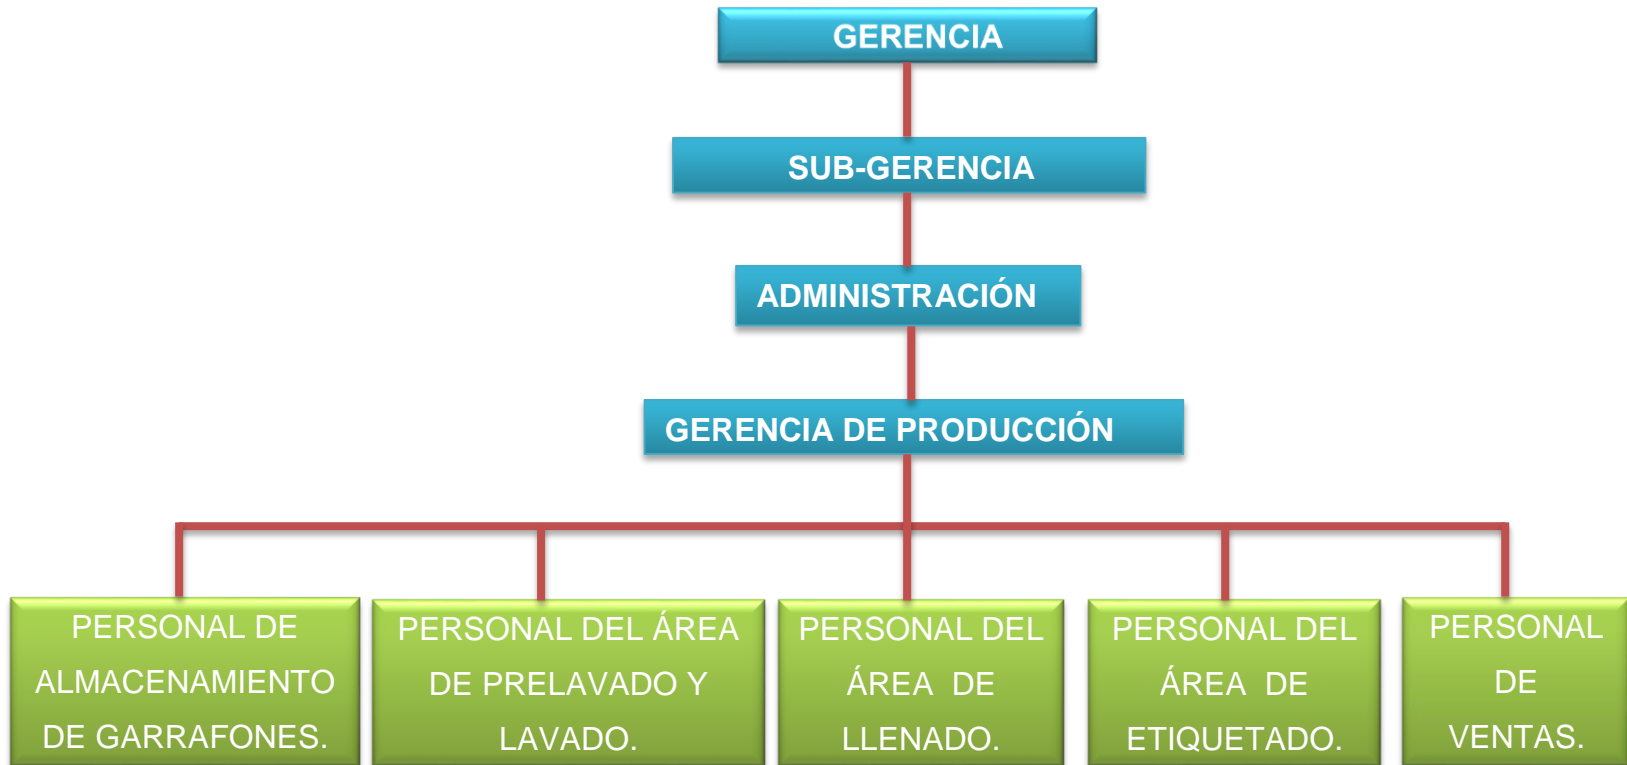 GERENCIA
SUB-GERENCIA
ADMINISTRACIÓN
GERENCIA DE PRODUCCIÓN
PERSONAL DE
ALMACENAMIENTO
DE GARRAFONES.
PERSONAL DEL ÁREA
DE PRELAVADO Y
LAVADO.
PERSONAL DEL
ÁREA DE
LLENADO.
PERSONAL DEL
ÁREA DE
ETIQUETADO.
PERSONAL
DE
VENTAS.